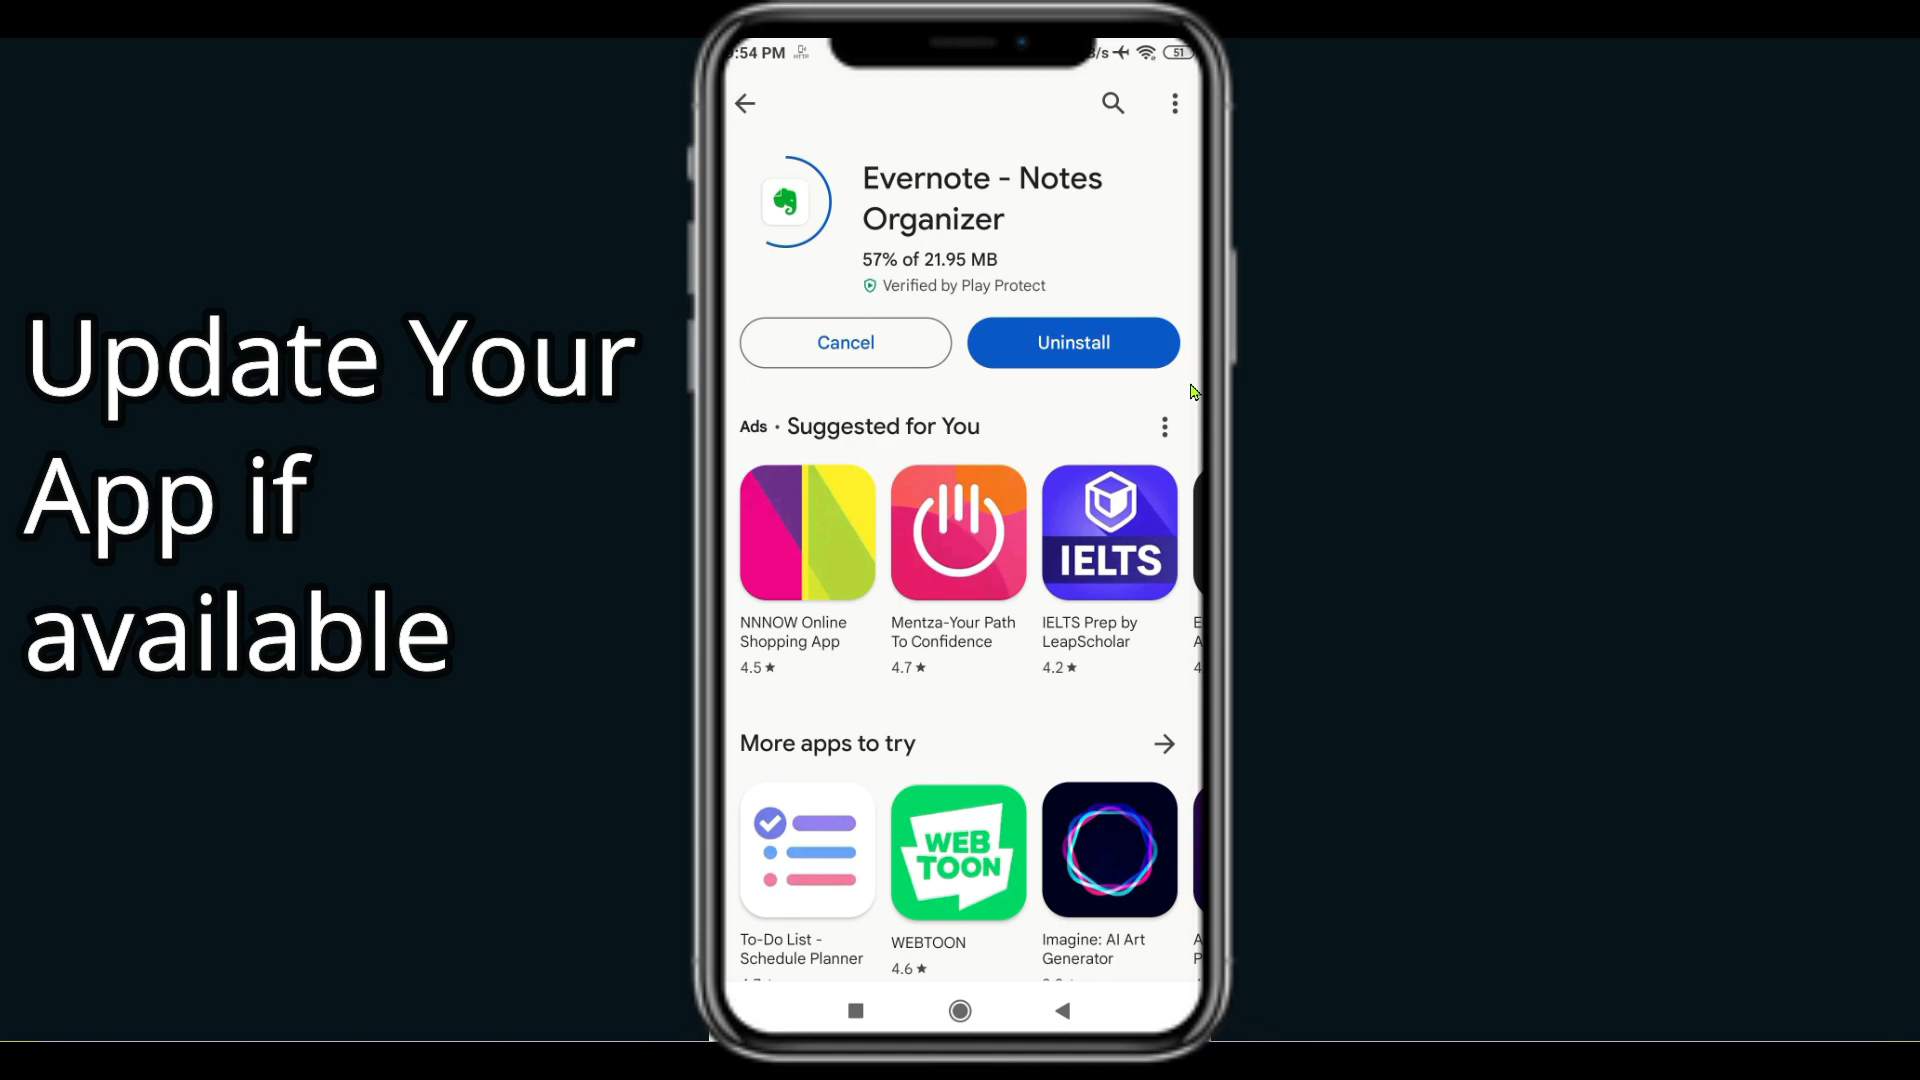 :54 PM
/s
51
Evernote - Notes
Organizer
57% of 21.95 MB
Verified by Play Protect
Cancel
Uninstall
Update Your
App if
available
Ads · Suggested for You
IELTS
NNNOW Online
Shopping App
4.5 ★
Mentza-Your Path
To Confidence
4.7 ★
IELTS Prep by
LeapScholar
4.2 ★
More apps to try
WEB
TOON
To-Do List -
Schedule Planner
WEBTOON
4.6 ★
Imagine: AI Art
Generator